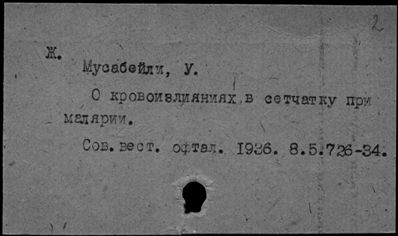 2
Ж.
Мусабейли, У.
О кровоизлияниях в сетчатку при
малярии.
Сов. вест. офтал. 1936. 8.5.726-34.